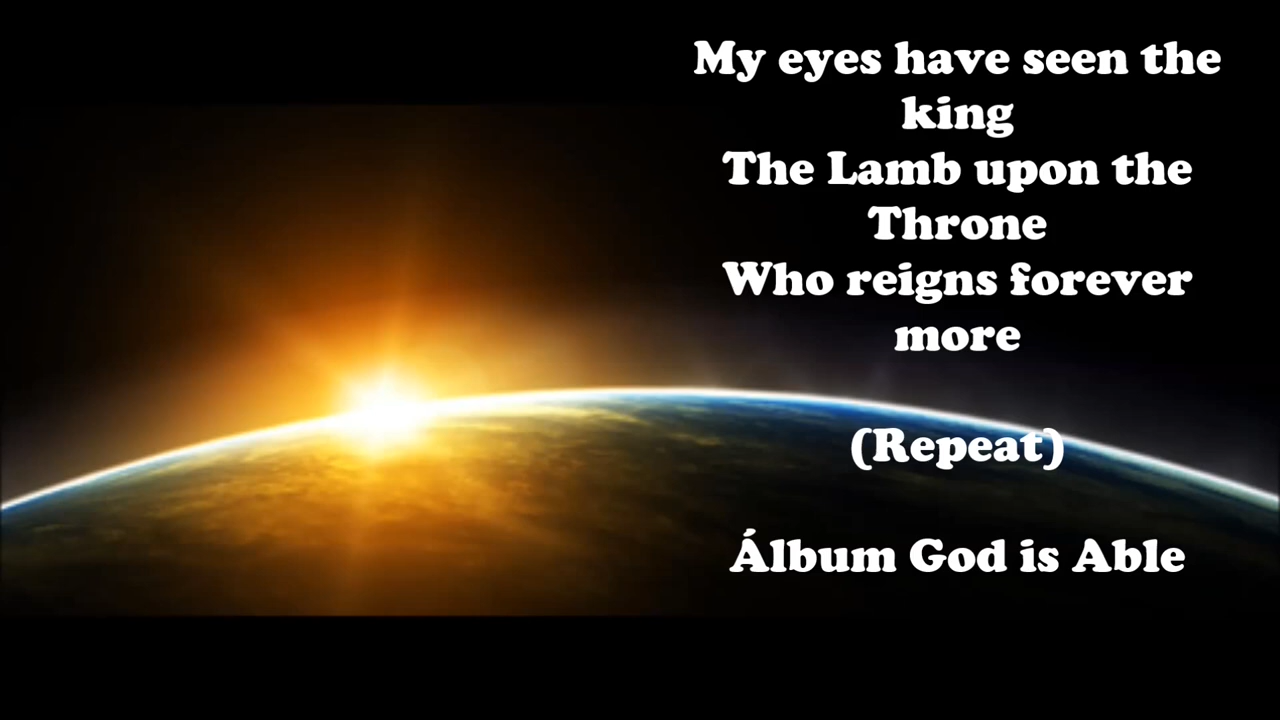 My eyes have seen the
king
The Lamb upon the
Throne
Who reigns forever
more
(Repeat)
Álbum God is Able